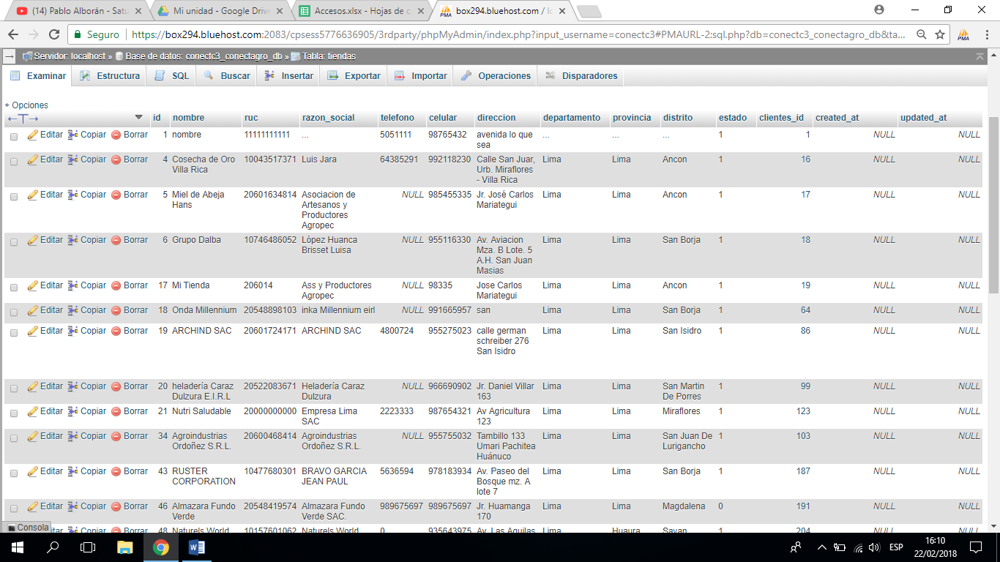 (14) Pablo Alborán - Satu
Mi unidad - Google Drive
Accesos.xlsx - Hojas de c
box294.bluehost.com / lo
Seguro https://box294.bluehost.com:2083/cpsess5776636905/3rdparty/phpMyAdmin/index.php?input_username=conectc3#PMAURL-2:sql.php?db=conectc3_conectagro_db&ta...
Servidor: localhost » Base de datos: conectc3_conectagro_db » Tabla: tiendas
Examinar Estructura SQL Buscar Insertar Exportar Importar Operaciones Disparadores
+ Opciones
id nombre ruc razon_social telefono celular direccion departamento provincia distrito estado clientes_id created_at updated_at
Editar Copiar Borrar 1 nombre 11111111111 ... 5051111 98765432 avenida lo que ... ... ... 1 1 NULL NULL
sea
Editar Copiar Borrar 4 Cosecha de Oro 10043517371 Luis Jara 64385291 992118230 Calle San Juar, Lima Lima Ancon 1 16 NULL NULL
Villa Rica Urb. Miraflores
- Villa Rica
Editar Copiar Borrar 5 Miel de Abeja 20601634814 Asociacion de NULL 985455335 Jr. José Carlos Lima Lima Ancon 1 17 NULL NULL
Hans Artesanos y Mariategui
Productores
Agropec
Editar Copiar Borrar 6 Grupo Dalba 10746486052 López Huanca NULL 955116330 Av. Aviacion Lima Lima San Borja 1 18 NULL NULL
Brisset Luisa Mza. B Lote. 5
A.H. San Juan
Masias
Editar Copiar Borrar 17 Mi Tienda 206014 Ass y Productores NULL 98335 Jose Carlos Lima Lima Ancon 1 19 NULL NULL
Agropec Mariategui
Editar Copiar Borrar 18 Onda Millennium 20548898103 inka Millennium eirl NULL 991665957 san Lima Lima San Borja 1 64 NULL NULL
Editar Copiar Borrar 19 ARCHIND SAC 20601724171 ARCHIND SAC 4800724 955275023 calle german Lima Lima San Isidro 1 86 NULL NULL
schreiber 276
San Isidro
Editar Copiar Borrar 20 heladería Caraz 20522083671 Heladería Caraz NULL 966690902 Jr. Daniel Villar Lima Lima San Martin 1 99 NULL NULL
Dulzura E.I.R.L Dulzura 163 De Porres
Editar Copiar Borrar 21 Nutri Saludable 20000000000 Empresa Lima 2223333 987654321 Av Agricultura Lima Lima Miraflores 1 123 NULL NULL
SAC 123
Editar Copiar Borrar 34 Agroindustrias 20600468414 Agroindustrias NULL 955755032 Tambillo 133 Lima Lima San Juan De 1 103 NULL NULL
Ordoñez S.R.L. Ordoñez S.R.L. Umari Pachitea Lurigancho
Huánuco
Editar Copiar Borrar 43 RUSTER 10477680301 BRAVO GARCIA 5636594 978183934 Av. Paseo del Lima Lima San Borja 1 187 NULL NULL
CORPORATION JEAN PAUL Bosque mz. A
lote 7
Editar Copiar Borrar 46 Almazara Fundo 20548419574 Almazara Fundo 989675697 989675697 Jr. Huamanga Lima Lima Magdalena 0 191 NULL NULL
Verde Verde SAC. 170
Consola
Editar Copiar Borrar 48 Naturels World 10157601062 Naturels World 0 935643975 Av. Las Aguilas Lima Huaura Sayan 1 204 NULL NULL
ESP
16:10
22/02/2018